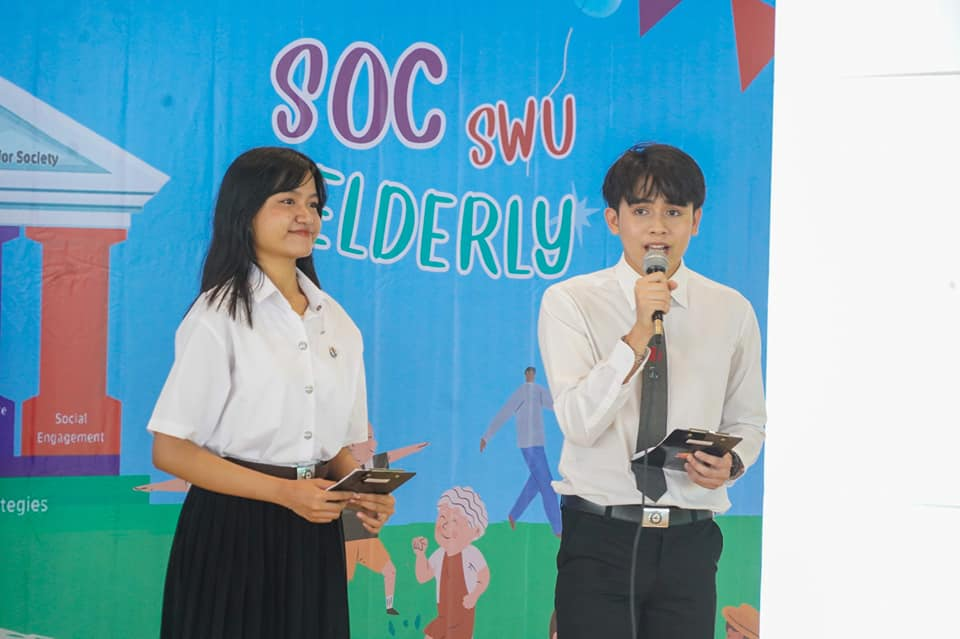 SOC SWU
ELDERLY
for Society
Social
Engagement
tegies